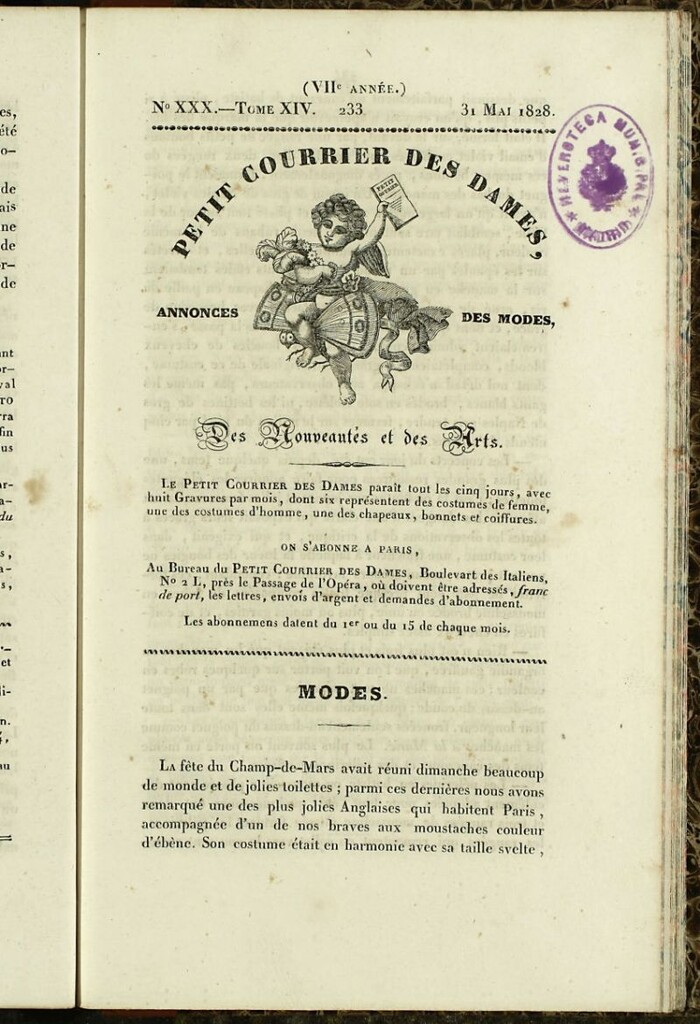 (VIIe ANNÉE.)
No XXX.—TOME XIV. 233 31 MAI 1828.
PETIT COURRIER DES DAMES,
ANNONCES DES MODES,
Des Nouveautés et des Arts.
LE PETIT COURRIER DES DAMES paraît tout les cinq jours, avec
huit Gravures par mois, dont six représentent des costumes de femme,
une des costumes d'homme, une des chapeaux, bonnets et coiffures.
ON S'ABONNE A PARIS,
Au Bureau du PETIT COURRIER DES DAMES, Boulevart des Italiens,
No 2 L, près le Passage de l'Opéra, où doivent être adressés, franc
de port, les lettres, envois d'argent et demandes d'abonnement.
Les abonnemens datent du 1er ou du 15 de chaque mois.
MODES.
LA fête du Champ-de-Mars avait réuni dimanche beaucoup
de monde et de jolies toilettes ; parmi ces dernières nous avons
remarqué une des plus jolies Anglaises qui habitent Paris,
accompagnée d'un de nos braves aux moustaches couleur
d'ébène. Son costume était en harmonie avec sa taille svelte,
HEMEROTECA MUNICIPAL
MADRID